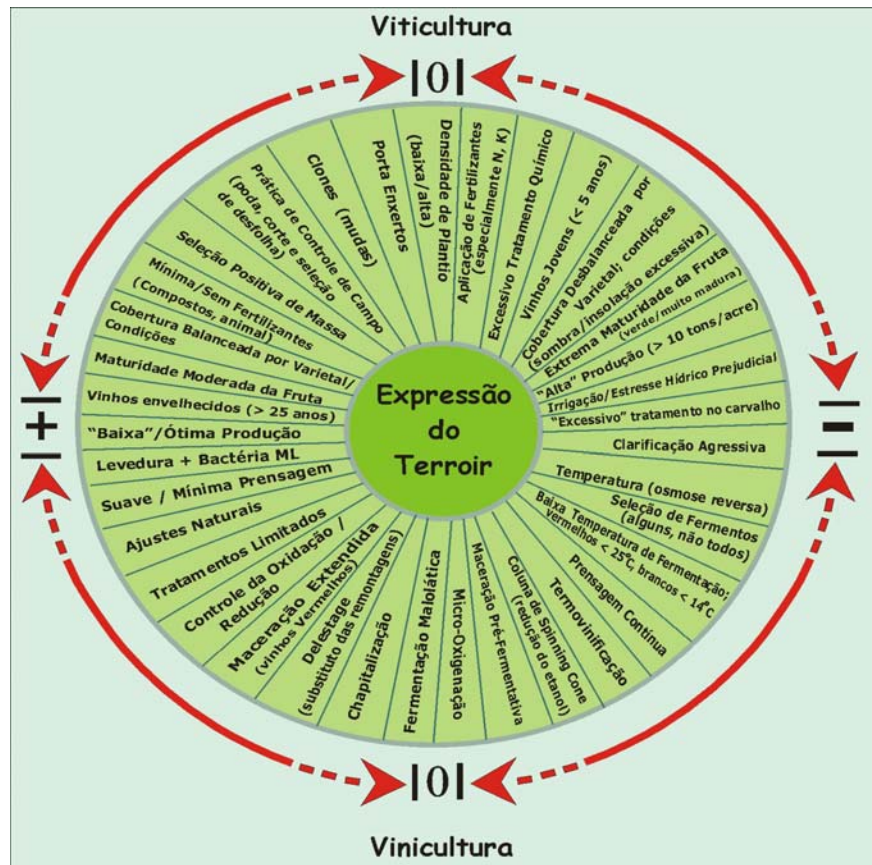 Viticultura
|0|
Densidade de Plantio
(baixa/alta)
Aplicação de Fertilizantes
(especialmente N, K)
Excessivo Tratamento Químico
Vinhos Jovens (< 5 anos)
Cobertura Desbalanceada por
Varietal; condições
(sombra/insolação excessiva)
Extrema Maturidade da Fruta
(verde/muito madura)
“Alta” Produção (> 10 tons/acre)
Irrigação/Estresse Hídrico Prejudicial
“Excessivo” tratamento no carvalho
|-|
Clarificação Agressiva
Temperatura (osmose reversa)
Seleção de Fermentos
(alguns, não todos)
Baixa Temperatura de Fermentação;
vermelhos < 25°C, brancos < 14°C
Prensagem Contínua
Termovinificação
Coluna de Spinning Cone
(redução do etanol)
Maceração Pré-Fermentativa
Micro-Oxigenação
Fermentação Malolática
Chapitalização
Delestage
(substituto das remontagens)
Maceração Extendida
(vinhos Vermelhos)
Controle da Oxidação /
Redução
Tratamentos Limitados
Ajustes Naturais
Suave / Mínima Prensagem
Levedura + Bactéria ML
“Baixa”/Ótima Produção
|+|
Vinhos envelhecidos (> 25 anos)
Maturidade Moderada da Fruta
Cobertura Balanceada por Varietal/
Condições
Mínima/Sem Fertilizantes
(Compostos, animal)
Seleção Positiva de Massa
Prática de Controle de Campo
(poda, corte e seleção
de desfolha)
Clones (mudas)
Porta Enxertos
Expressão
do
Terroir
|0|
Vinicultura